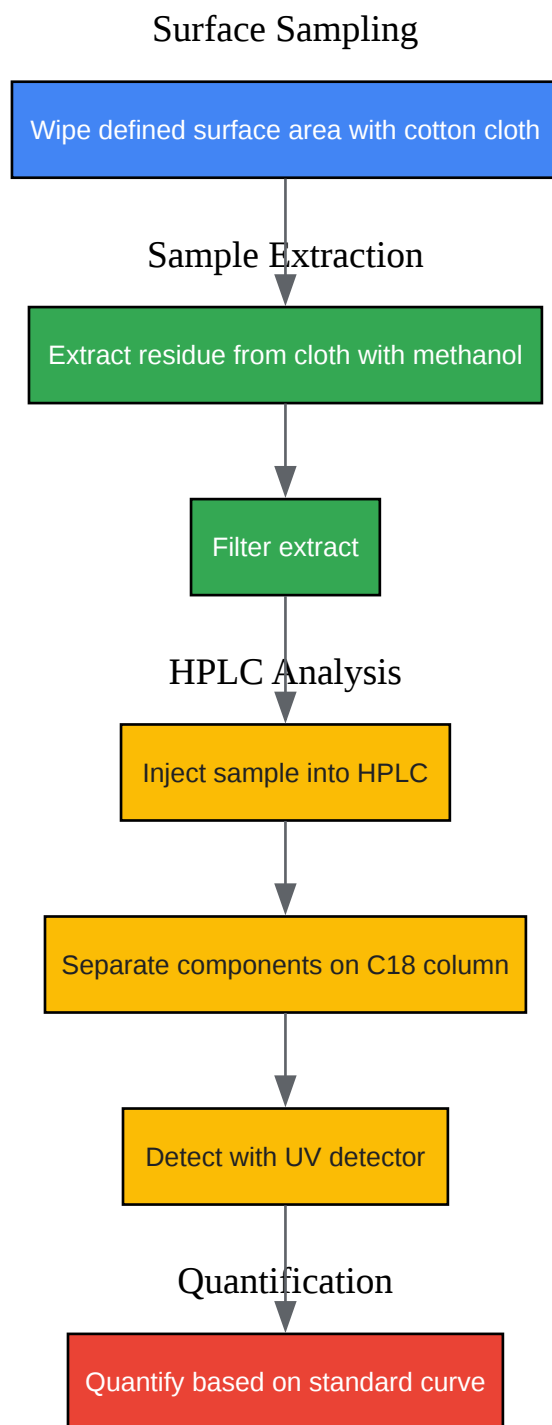 Surface Sampling
Wipe defined surface area with cotton cloth
Sample Extraction
Extract residue from cloth with methanol
Filter extract
HPLC Analysis
Inject sample into HPLC
Separate components on C18 column
Detect with UV detector
Quantification
Quantify based on standard curve